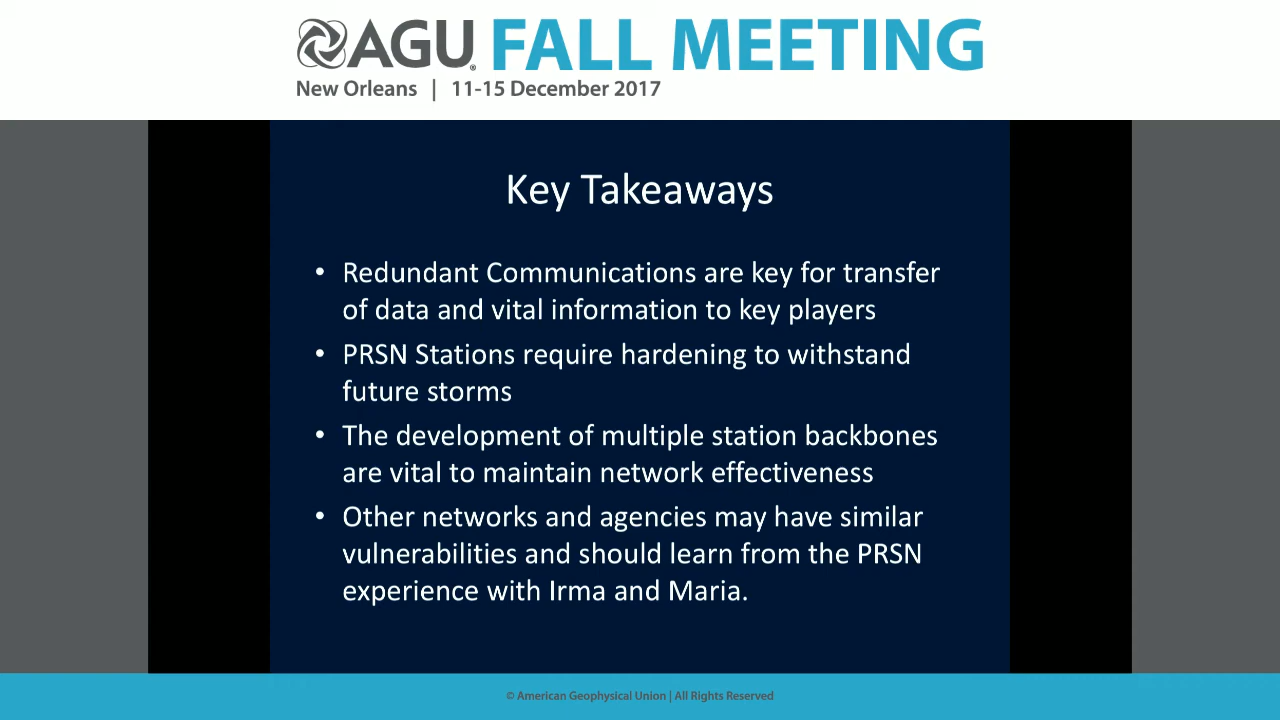 AGU® FALL MEETING
New Orleans | 11-15 December 2017
Key Takeaways
• Redundant Communications are key for transfer
of data and vital information to key players
• PRSN Stations require hardening to withstand
future storms
• The development of multiple station backbones
are vital to maintain network effectiveness
• Other networks and agencies may have similar
vulnerabilities and should learn from the PRSN
experience with Irma and Maria.
© American Geophysical Union | All Rights Reserved